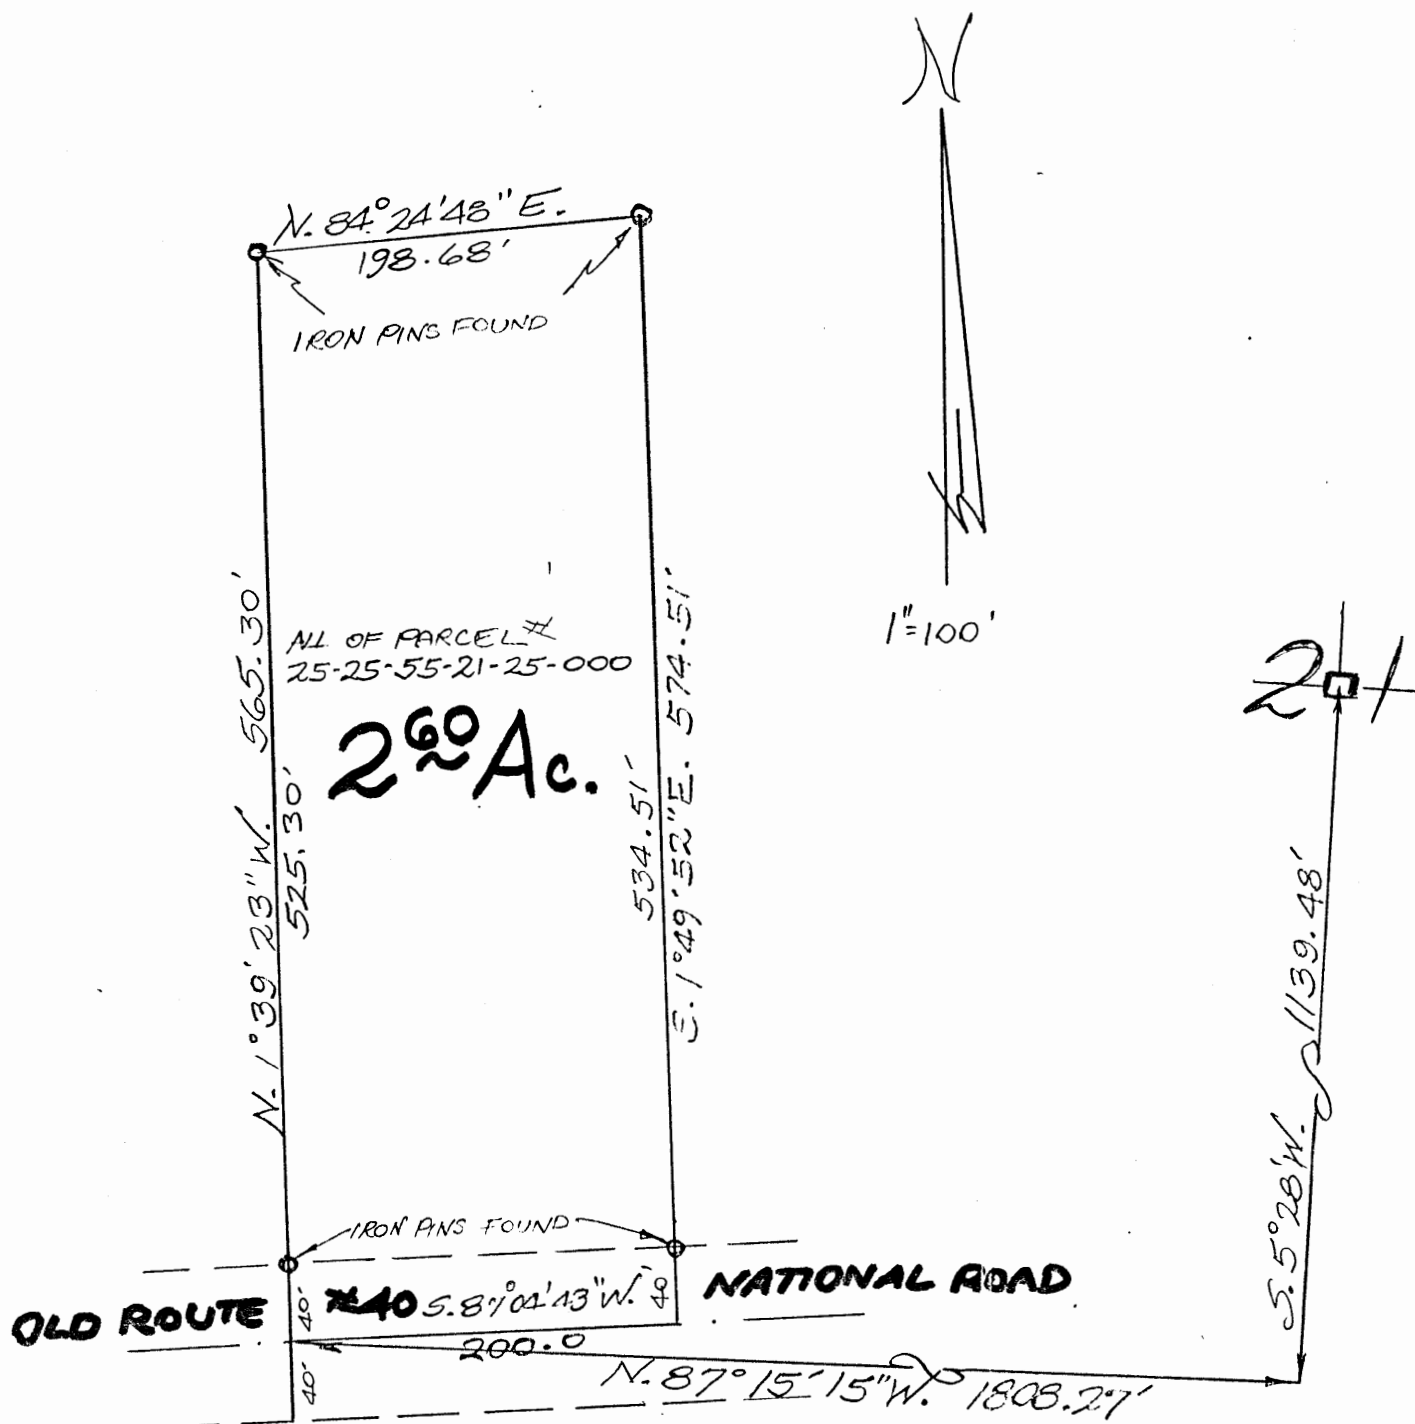 N
N. 84° 24' 48" E.
198.68'
IRON PINS FOUND
1"=100'
N. 1° 39' 23" W. 565.30'
525.30'
ALL OF PARCEL #
25-25-55-21-25-000
2 60 Ac.
534.51'
S. 1° 49' 52" E. 574.51'
2 1
S. 5° 28' W. 1139.48'
IRON PINS FOUND
OLD ROUTE #40 NATIONAL ROAD
40'
S. 87° 04' 43" W.
40'
200.0
40'
N. 87° 15' 15" W. 1808.27'